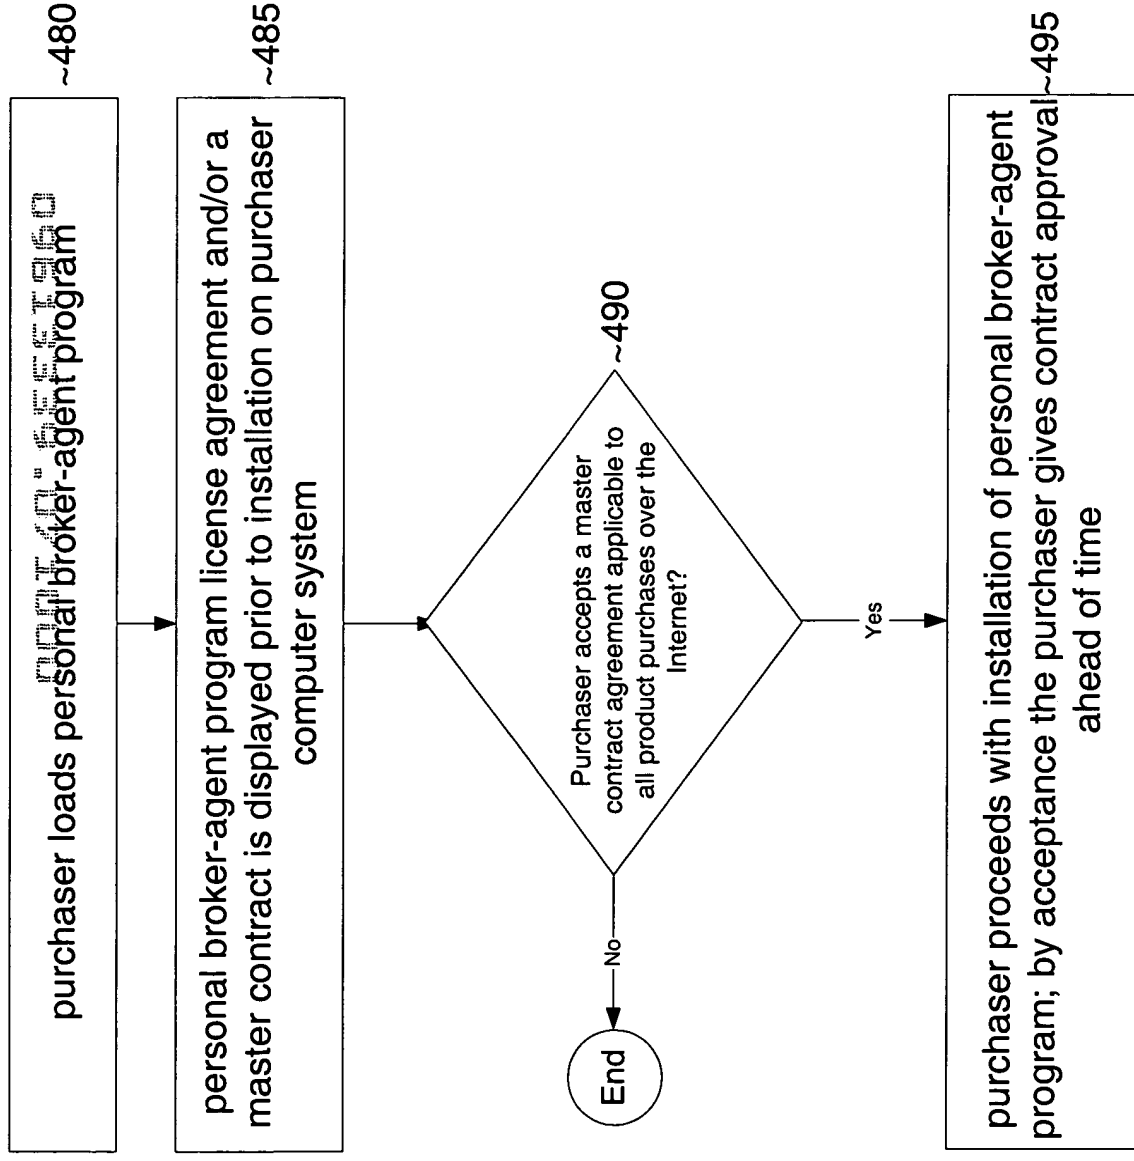 ~480
purchaser loads personal broker-agent program
~485
personal broker-agent program license agreement and/or a
master contract is displayed prior to installation on purchaser
computer system
~490
Purchaser accepts a master
contract agreement applicable to
all product purchases over the
Internet?
No
End
Yes
~495
purchaser proceeds with installation of personal broker-agent
program; by acceptance the purchaser gives contract approval
ahead of time